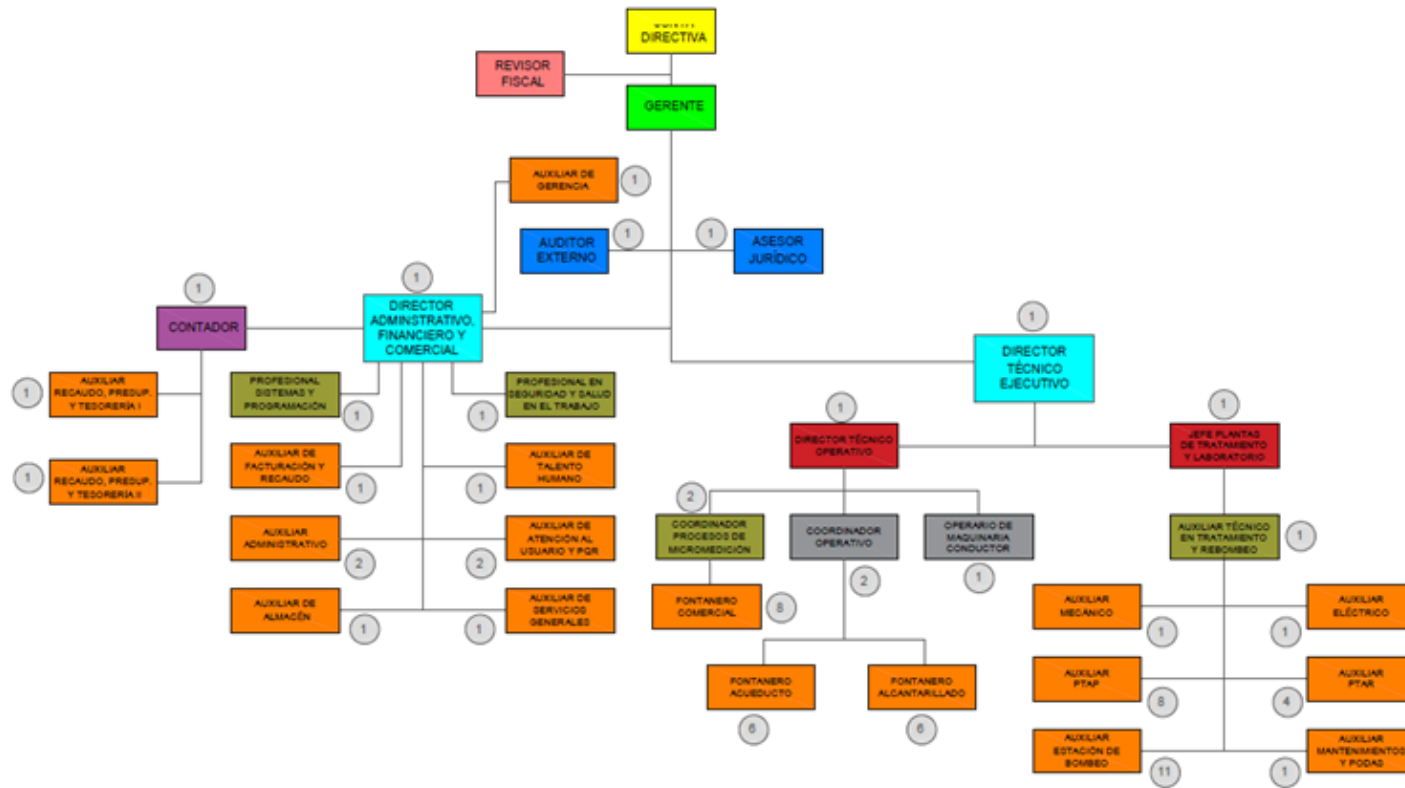 DIRECTIVA
REVISOR
FISCAL
GERENTE
AUXILIAR DE
GERENCIA
1
AUDITOR
EXTERNO
1
1
ASESOR
JURÍDICO
1
CONTADOR
1
DIRECTOR
ADMINSTRATIVO,
FINANCIERO Y
COMERCIAL
1
DIRECTOR
TÉCNICO
EJECUTIVO
1
AUXILIAR
RECAUDO, PRESUP.
Y TESORERÍA I
1
AUXILIAR
RECAUDO, PRESUP.
Y TESORERÍA II
PROFESIONAL
SISTEMAS Y
PROGRAMACIÓN
1
PROFESIONAL EN
SEGURIDAD Y SALUD
EN EL TRABAJO
1
AUXILIAR DE
FACTURACIÓN Y
RECAUDO
1
AUXILIAR DE
TALENTO
HUMANO
1
AUXILIAR
ADMINISTRATIVO
2
AUXILIAR DE
ATENCIÓN AL
USUARIO Y PQR
2
AUXILIAR DE
ALMACÉN
1
AUXILIAR DE
SERVICIOS
GENERALES
1
1
DIRECTOR TÉCNICO
OPERATIVO
1
JEFE PLANTAS
DE TRATAMIENTO
Y LABORATORIO
2
COORDINADOR
PROCESOS DE
MICROMEDICIÓN
COORDINADOR
OPERATIVO
2
OPERARIO DE
MAQUINARIA
CONDUCTOR
1
AUXILIAR TÉCNICO
EN TRATAMIENTO
Y REBOMBEO
1
FONTANERO
COMERCIAL
8
FONTANERO
ACUEDUCTO
6
FONTANERO
ALCANTARILLADO
6
AUXILIAR
MECÁNICO
1
AUXILIAR
ELÉCTRICO
1
AUXILIAR
PTAP
8
AUXILIAR
PTAR
4
AUXILIAR
ESTACIÓN DE
BOMBEO
11
AUXILIAR
MANTENIMIENTOS
Y PODAS
1